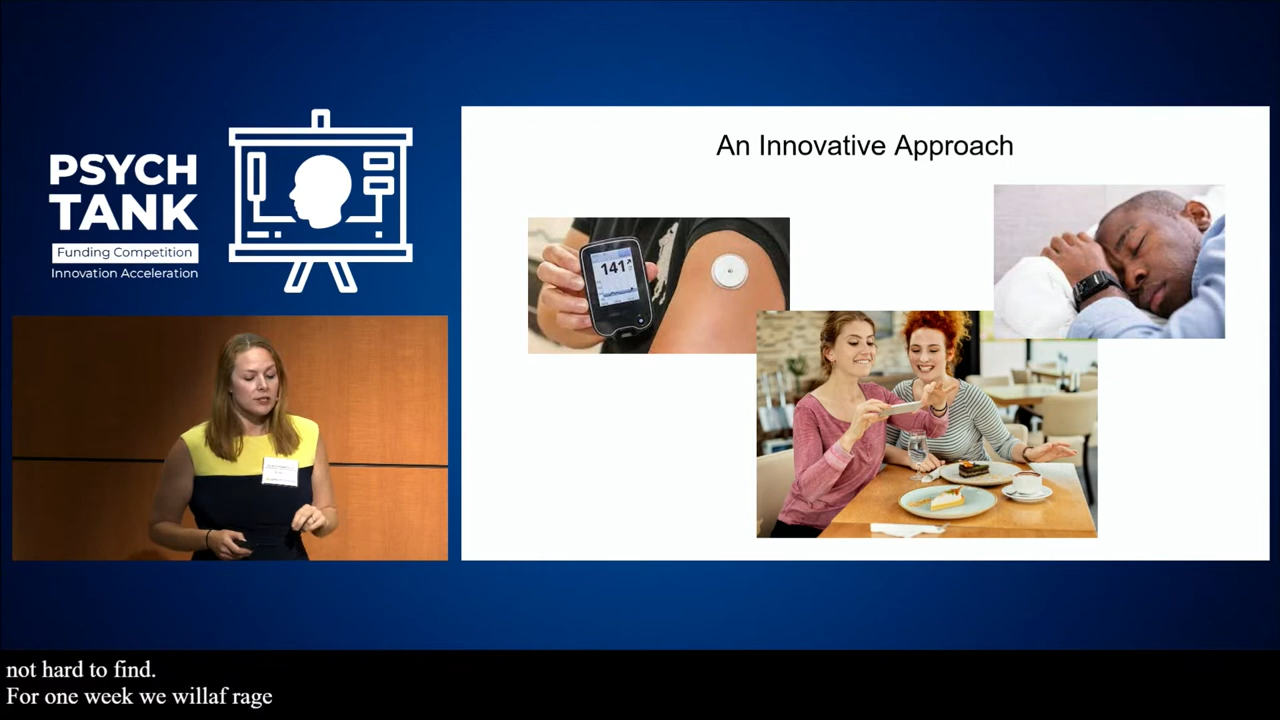 PSYCH
TANK
Funding Competition
Innovation Acceleration
An Innovative Approach
141
not hard to find.
For one week we willaf rage